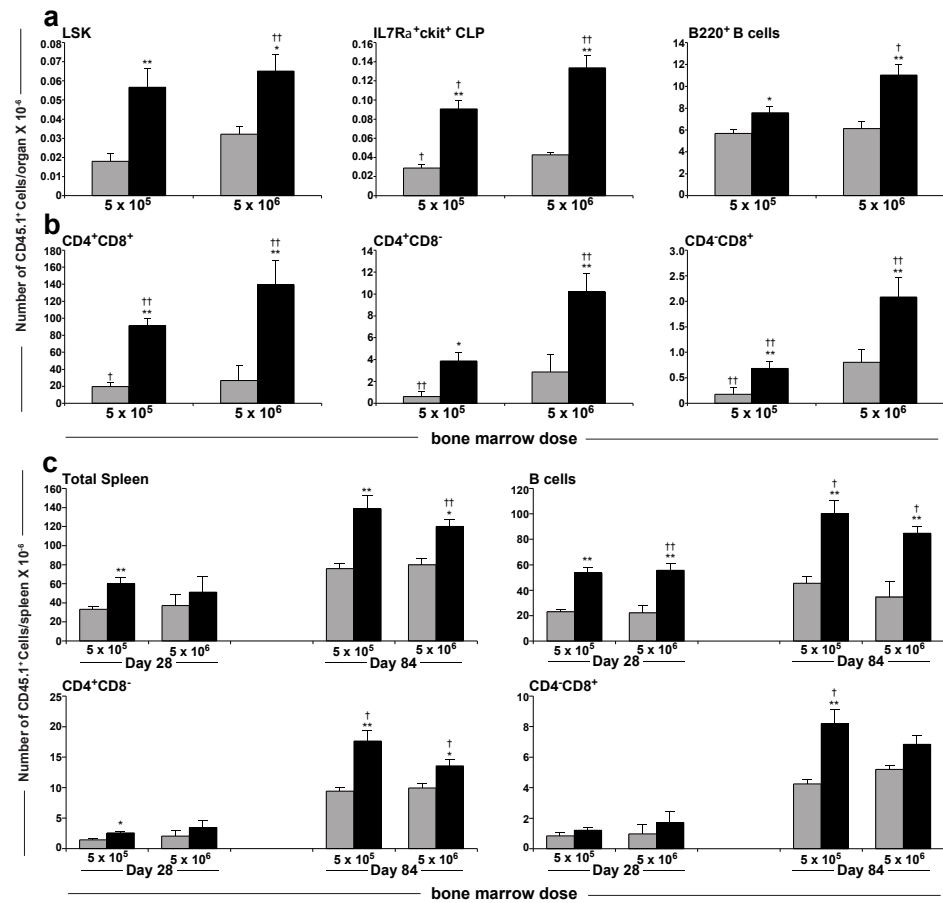 a
Number of CD45.1⁺ Cells/organ X 10⁻⁶
LSK
0.08
0.07
0.06
0.05
0.04
0.03
0.02
0.01
0
**
††
*
5 x 10⁵
5 x 10⁶
IL7Ra⁺ckit⁺ CLP
0.16
0.14
0.12
0.10
0.08
0.06
0.04
0.02
0
†
†
**
††
**
5 x 10⁵
5 x 10⁶
B220⁺ B cells
14
12
10
8
6
4
2
0
*
†
**
5 x 10⁵
5 x 10⁶
b
CD4⁺CD8⁺
180
160
140
120
100
80
60
40
20
0
†
††
**
††
**
5 x 10⁵
5 x 10⁶
CD4⁺CD8⁻
14
12
10
8
6
4
2
0
††
*
††
**
5 x 10⁵
5 x 10⁶
CD4⁻CD8⁺
3.0
2.5
2.0
1.5
1.0
0.5
0
††
††
**
††
**
5 x 10⁵
5 x 10⁶
bone marrow dose
c
Number of CD45.1⁺Cells/spleen X 10⁻⁶
Total Spleen
160
140
120
100
80
60
40
20
0
**
**
††
*
5 x 10⁵
5 x 10⁶
5 x 10⁵
5 x 10⁶
Day 28
Day 84
B cells
120
100
80
60
40
20
0
**
††
**
†
**
†
**
5 x 10⁵
5 x 10⁶
5 x 10⁵
5 x 10⁶
Day 28
Day 84
CD4⁺CD8⁻
25
20
15
10
5
0
*
†
**
†
*
5 x 10⁵
5 x 10⁶
5 x 10⁵
5 x 10⁶
Day 28
Day 84
CD4⁻CD8⁺
10
8
6
4
2
0
†
**
5 x 10⁵
5 x 10⁶
5 x 10⁵
5 x 10⁶
Day 28
Day 84
bone marrow dose